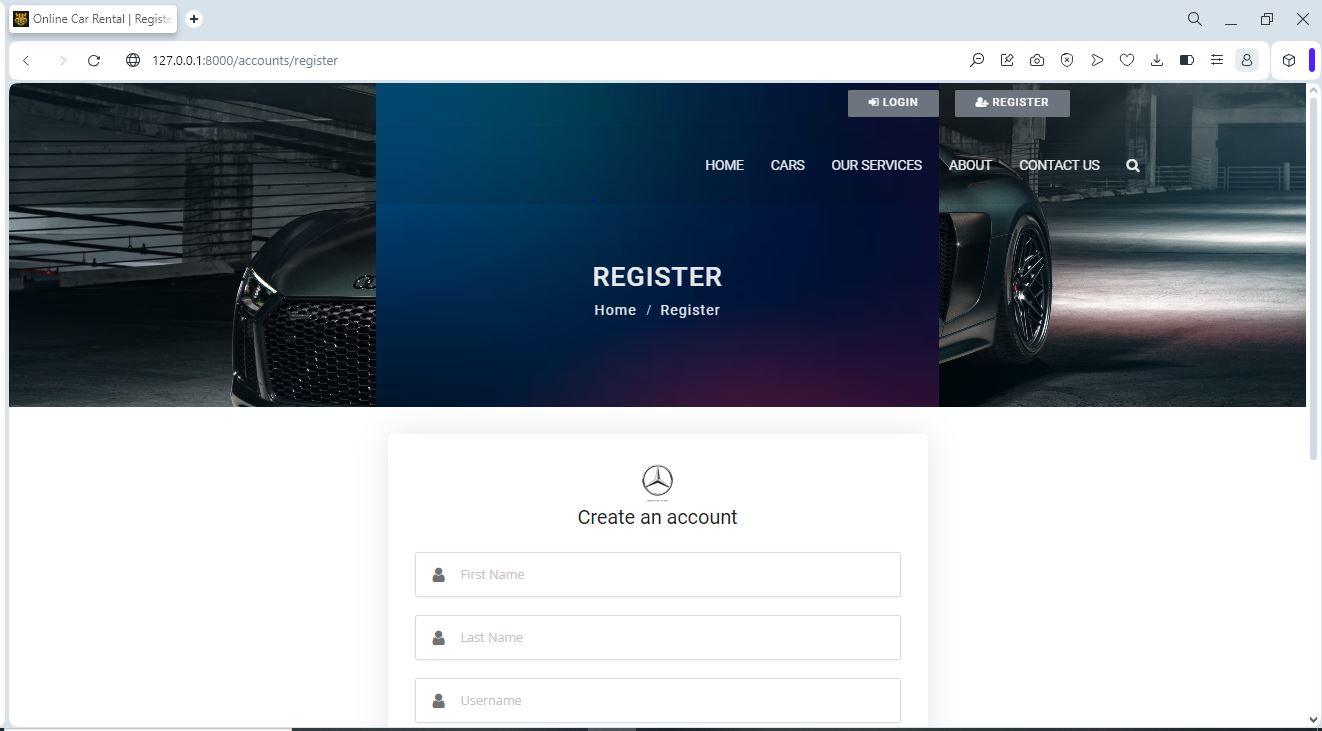 Online Car Rental | Registe
127.0.0.1:8000/accounts/register
LOGIN REGISTER
HOME CARS OUR SERVICES ABOUT CONTACT US
REGISTER
Home / Register
Create an account
First Name
Last Name
Username